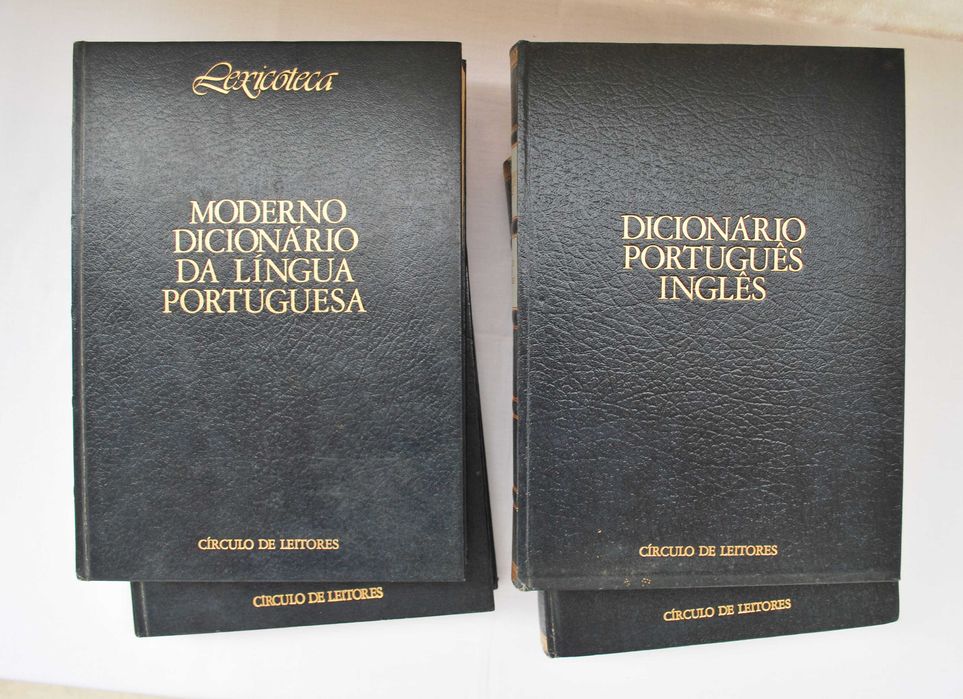 Lexicoteca
MODERNO
DICIONÁRIO
DA LÍNGUA
PORTUGUESA
CÍRCULO DE LEITORES
CÍRCULO DE LEITORES
DICIONÁRIO
PORTUGUÊS
INGLÊS
CÍRCULO DE LEITORES
CÍRCULO DE LEITORES